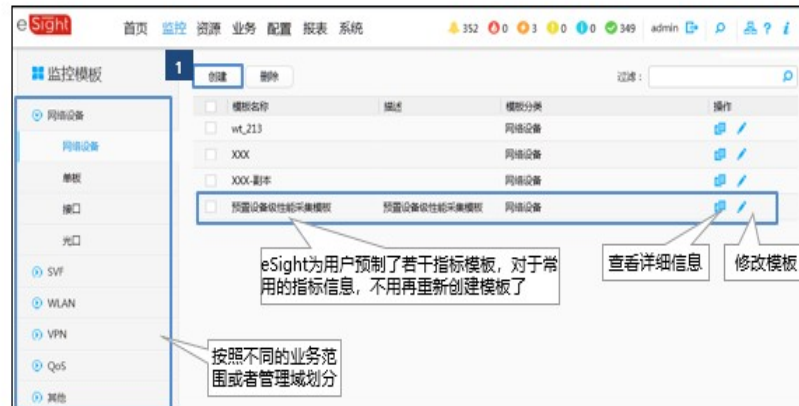 eSight 首页 监控 资源 业务 配置 报表 系统 352 0 3 0 0 349 admin ? i
监控模板
1 创建 删除 过滤：
模板名称 描述 模板分类 操作
网络设备
wt_213 网络设备
网络设备
XXX 网络设备
单板
XXX-副本 网络设备
接口
预置设备级性能采集模板 预置设备级性能采集模板 网络设备
光口
eSight为用户预制了若干指标模板，对于常
用的指标信息，不用再重新创建模板了
查看详细信息
修改模板
SVF
WLAN
VPN
QoS
其他
按照不同的业务范
围或者管理域划分